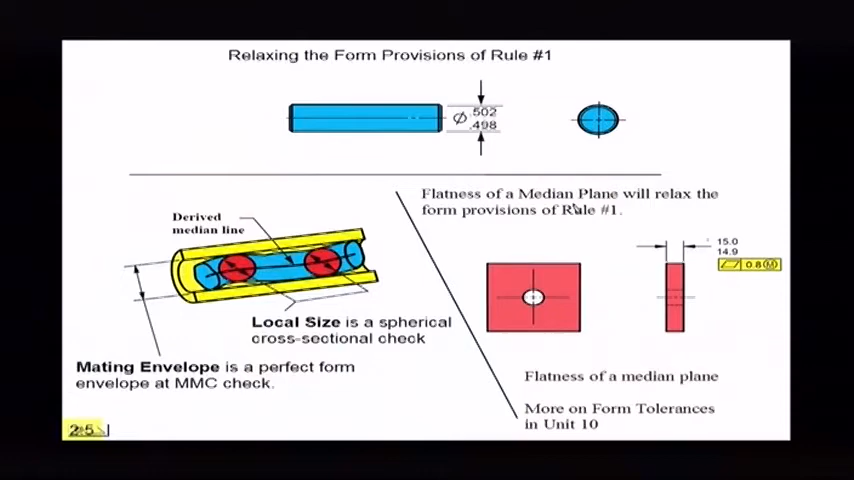 Relaxing the Form Provisions of Rule #1
Ø .502
.498
Flatness of a Median Plane will relax the
form provisions of Rule #1.
Derived
median line
15.0
14.9
0.8 Ⓜ
Local Size is a spherical
cross-sectional check
Mating Envelope is a perfect form
envelope at MMC check.
Flatness of a median plane
More on Form Tolerances
in Unit 10
2.5